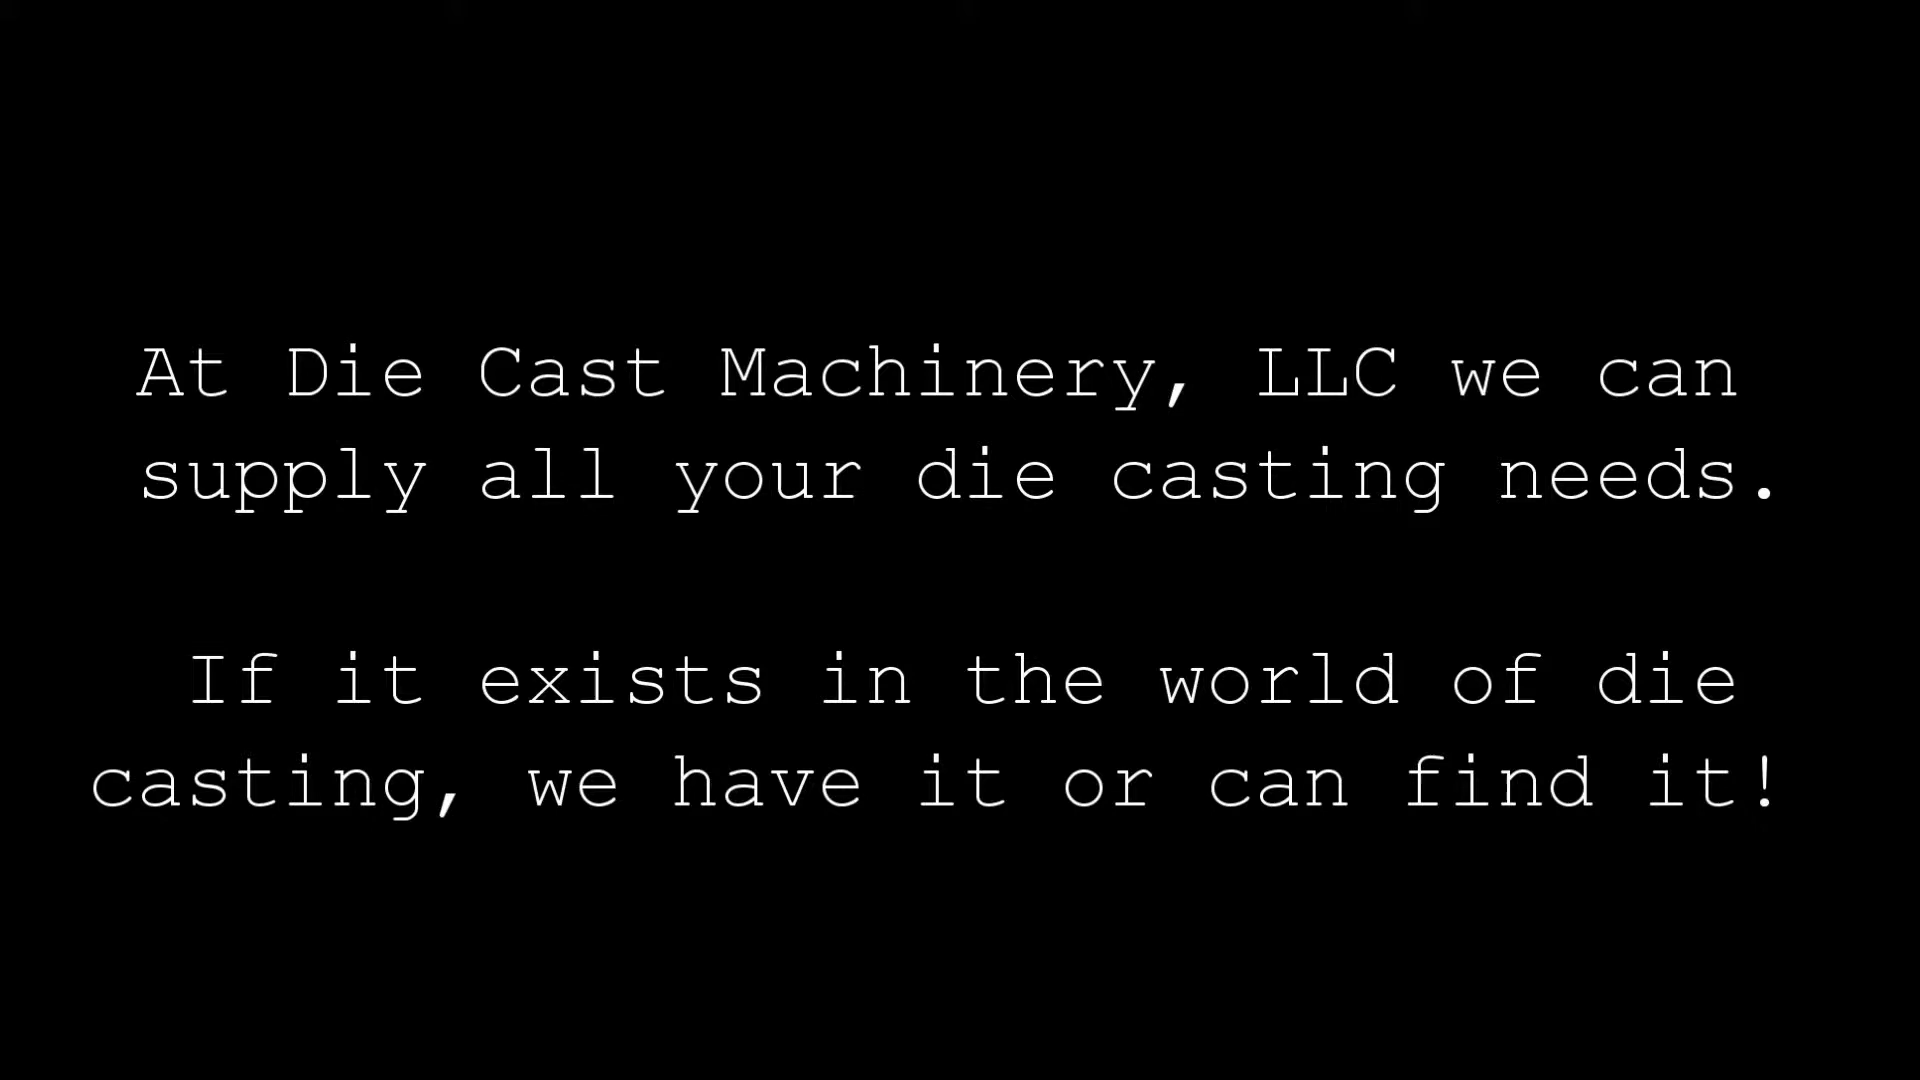 At Die Cast Machinery, LLC we can
supply all your die casting needs.
If it exists in the world of die
casting, we have it or can find it!